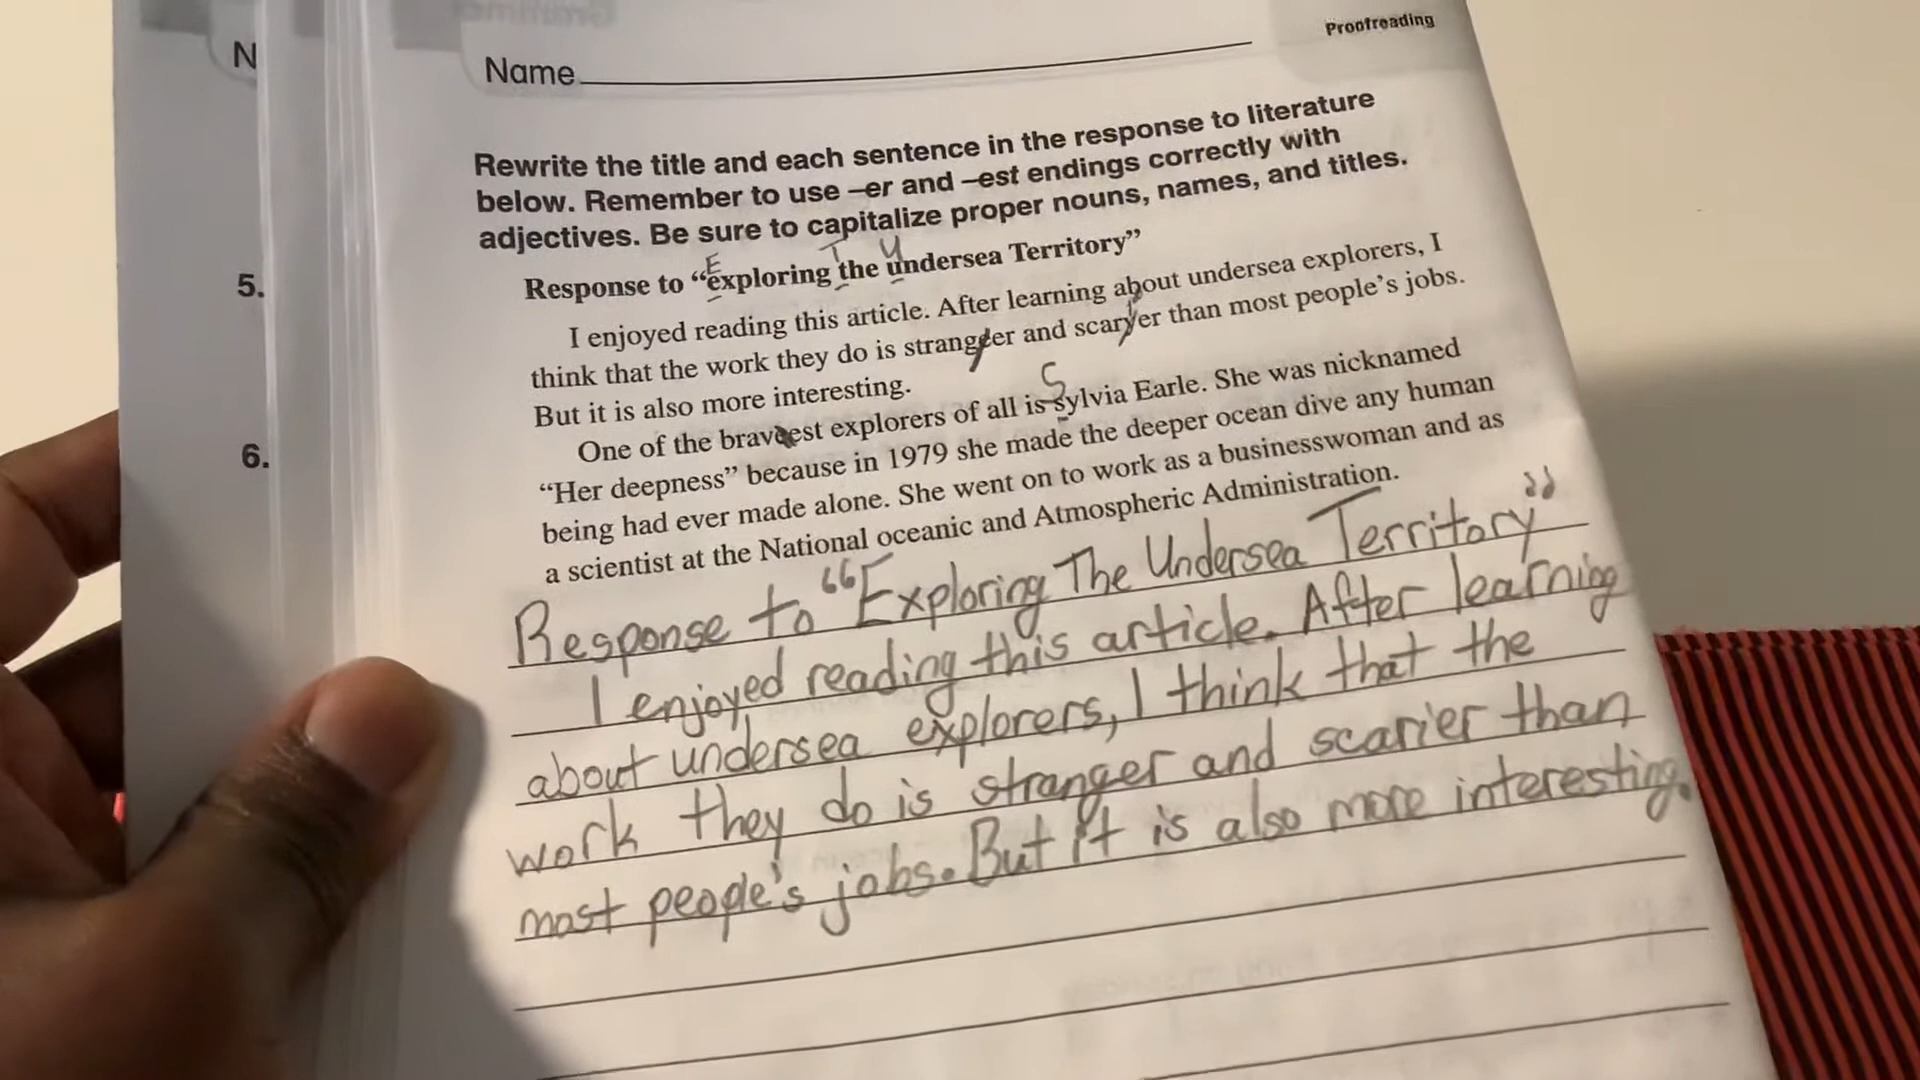 Proofreading
N
Name
Rewrite the title and each sentence in the response to literature
below. Remember to use –er and –est endings correctly with
adjectives. Be sure to capitalize proper nouns, names, and titles.
E T U
Response to “exploring the undersea Territory”
I enjoyed reading this article. After learning about undersea explorers, I
think that the work they do is strangeer and scaryer than most people’s jobs.
But it is also more interesting.
S
One of the braveest explorers of all is sylvia Earle. She was nicknamed
“Her deepness” because in 1979 she made the deeper ocean dive any human
being had ever made alone. She went on to work as a businesswoman and as
a scientist at the National oceanic and Atmospheric Administration.
5.
6.
Response to “Exploring The Undersea Territory”
I enjoyed reading this article. After learning
about undersea explorers, I think that the
work they do is stranger and scarier than
most people's jobs. But it is also more interesting.